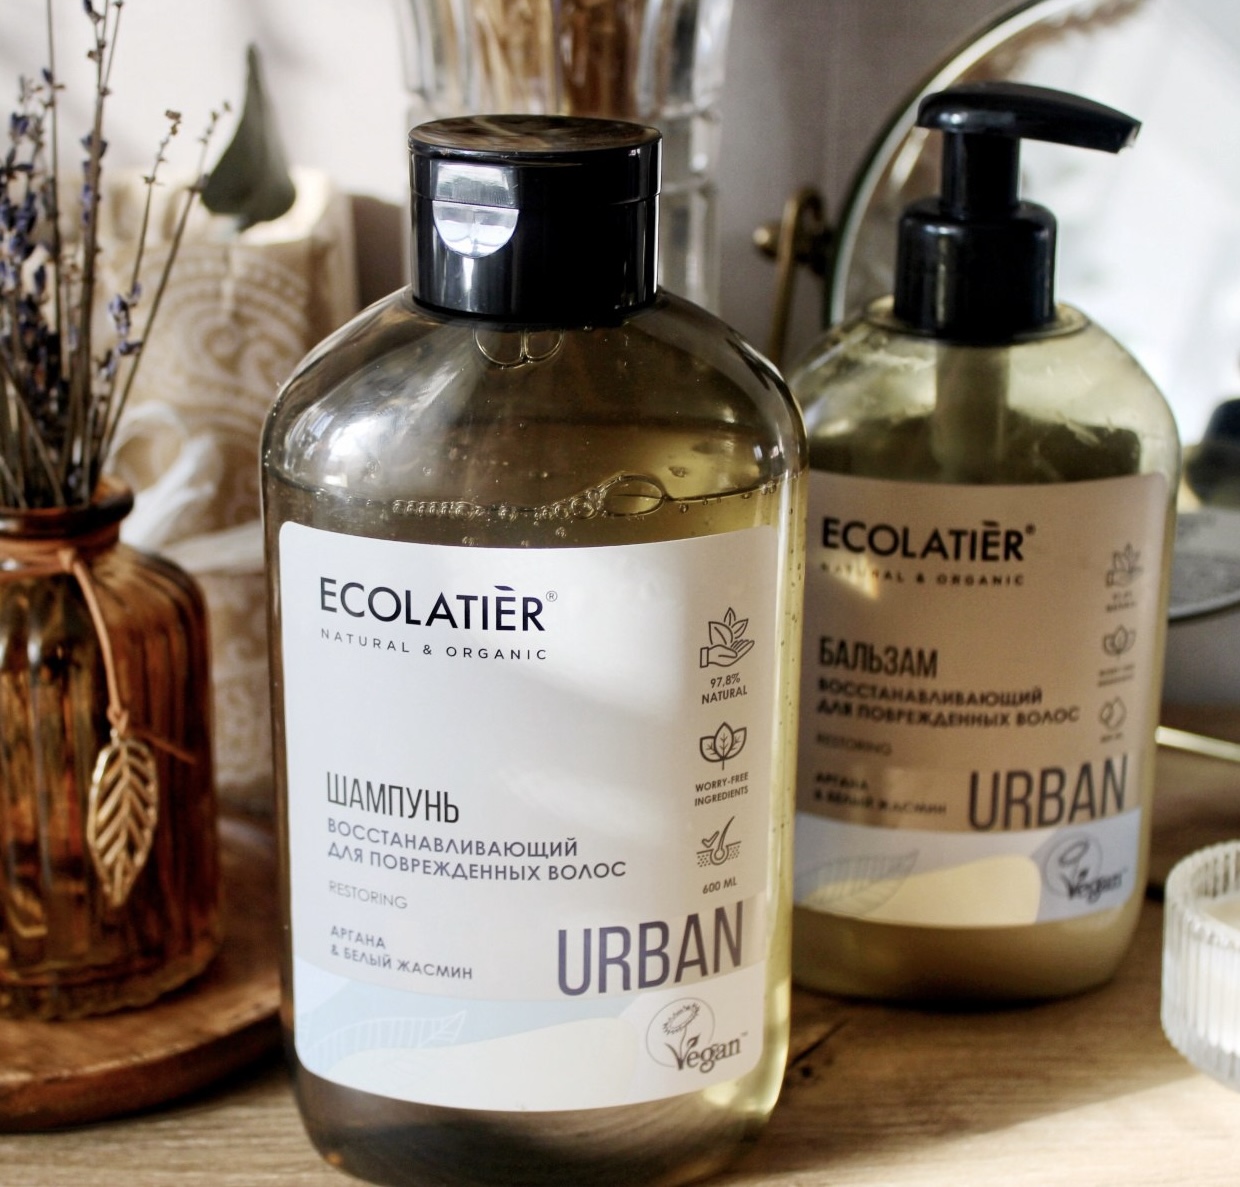 ECOLATIÈR®
NATURAL & ORGANIC
97,8%
NATURAL
WORRY-FREE
INGREDIENTS
600 ML
ШАМПУНЬ
ВОССТАНАВЛИВАЮЩИЙ
ДЛЯ ПОВРЕЖДЕННЫХ ВОЛОС
RESTORING
АРГАНА
& БЕЛЫЙ ЖАСМИН
URBAN
Vegan™
ECOLATIÈR®
NATURAL & ORGANIC
БАЛЬЗАМ
ВОССТАНАВЛИВАЮЩИЙ
ДЛЯ ПОВРЕЖДЕННЫХ ВОЛОС
RESTORING
АРГАНА
& БЕЛЫЙ ЖАСМИН
URBAN
Vegan